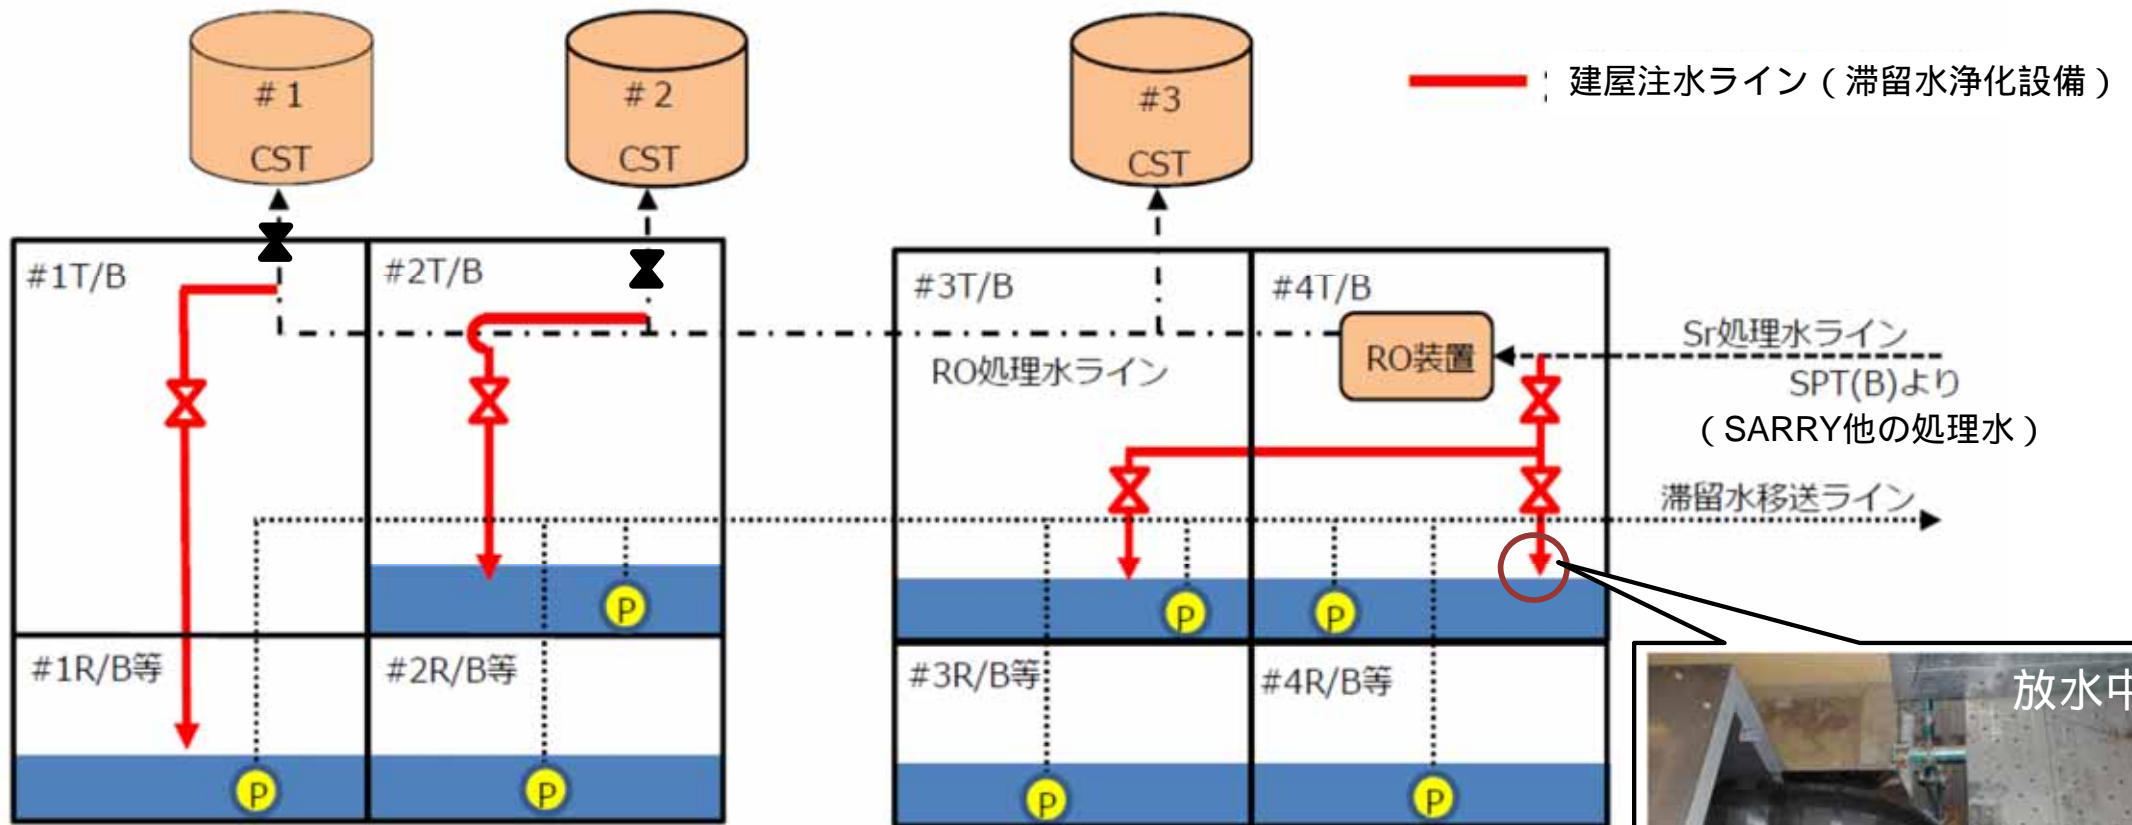 # 1
CST
# 2
CST
#3
CST
: 建屋注水ライン（滞留水浄化設備）
#1T/B
#2T/B
#3T/B
#4T/B
RO装置
Sr処理水ライン
SPT(B)より
（SARRY他の処理水）
RO処理水ライン
滞留水移送ライン
P
P
P
#1R/B等
#2R/B等
#3R/B等
#4R/B等
放水中
P
P
P
P